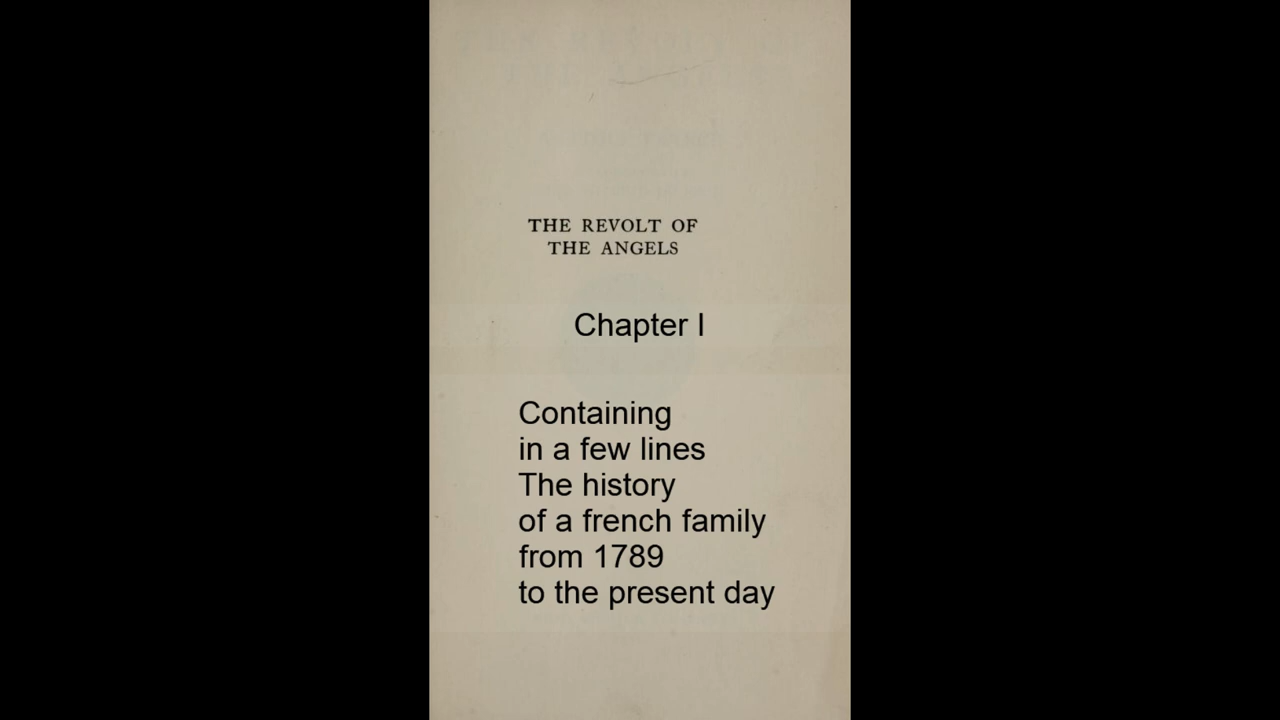 THE REVOLT OF
THE ANGELS
Chapter I
Containing
in a few lines
The history
of a french family
from 1789
to the present day